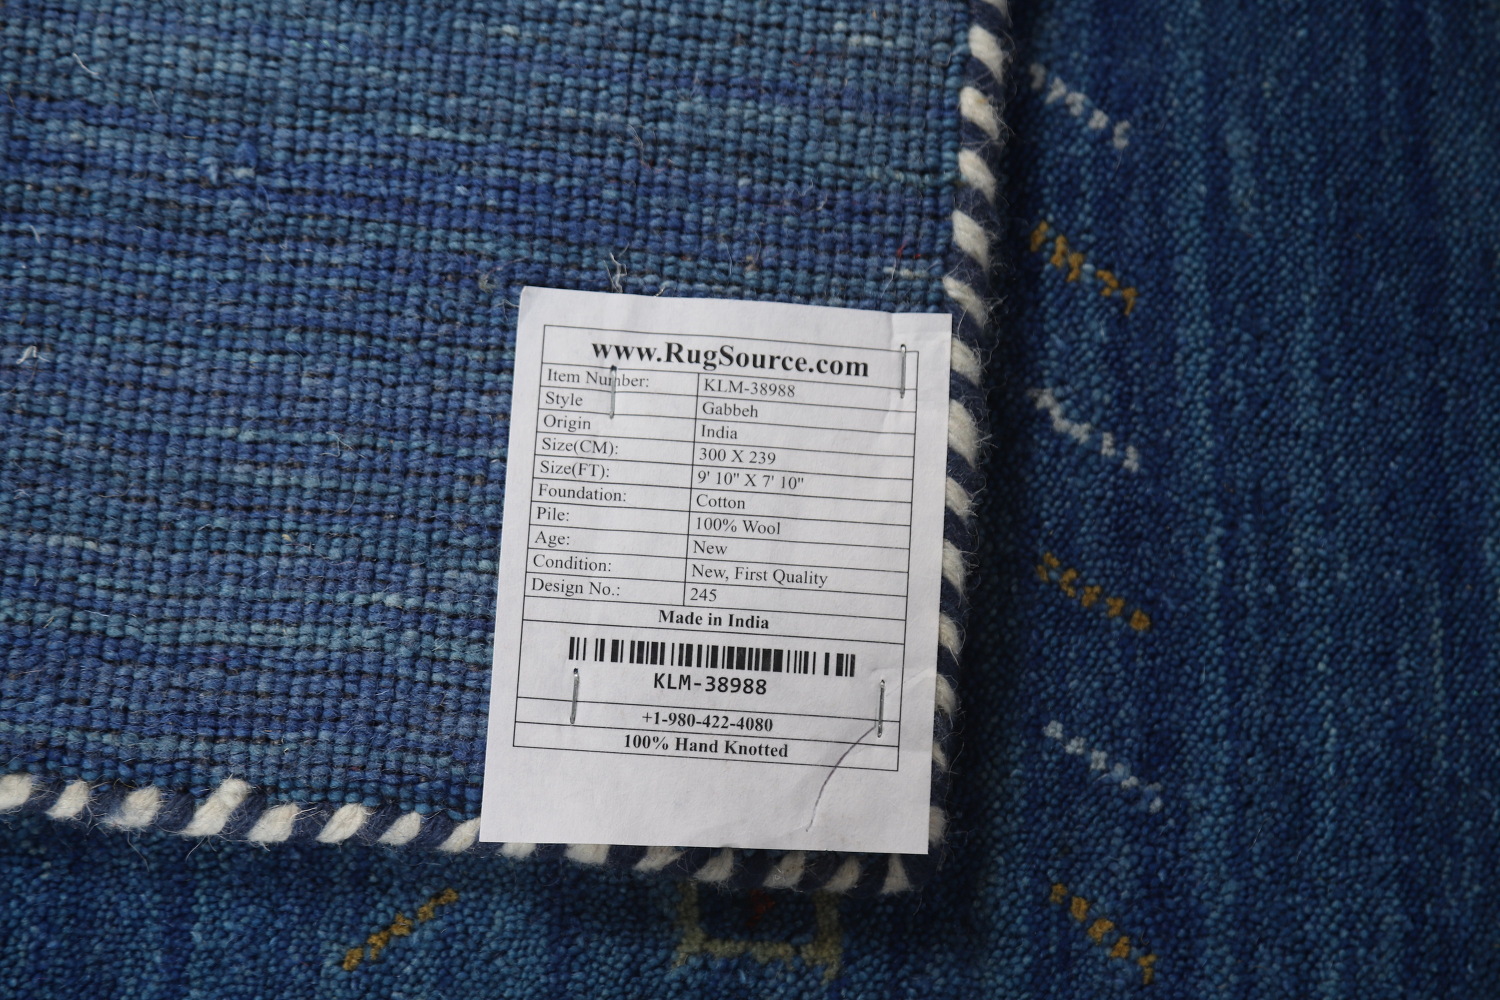 www.RugSource.com
Item Number: KLM-38988
Style Gabbeh
Origin India
Size(CM): 300 X 239
Size(FT): 9' 10" X 7' 10"
Foundation: Cotton
Pile: 100% Wool
Age: New
Condition: New, First Quality
Design No.: 245
Made in India
KLM-38988
+1-980-422-4080
100% Hand Knotted